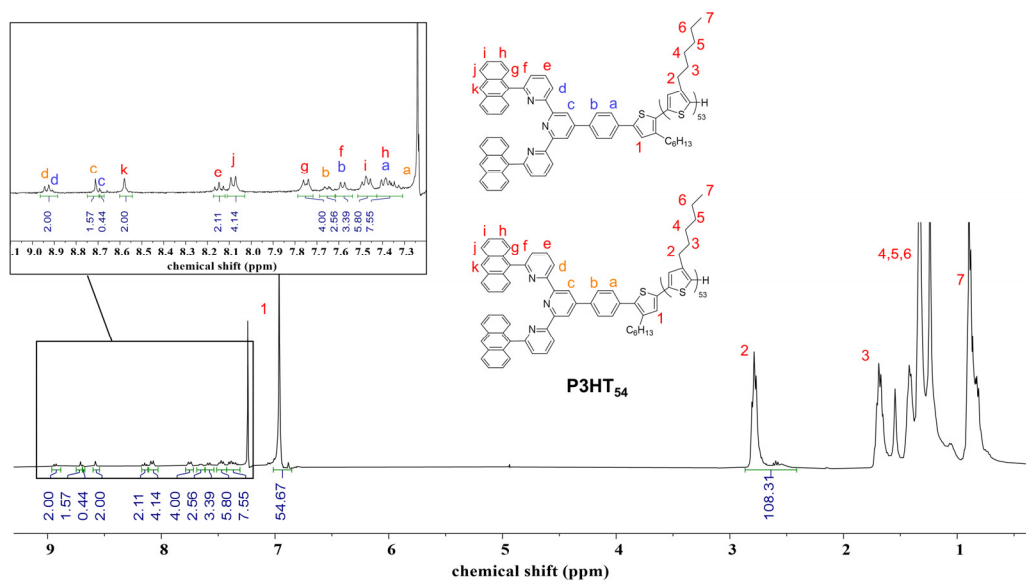 7
6
5
4
3
2
i
h
j
g
f
e
k
d
N
c
b
a
S
S
H
N
53
N
1
C6H13
7
6
5
4
3
2
i
h
j
g
f
e
k
d
N
c
b
a
S
S
H
N
53
N
C6H13
1
P3HT54
d
d
c
c
k
e
j
g
b
f
b
i
h
a
a
2.00
1.57
0.44
2.00
2.11
4.14
4.00
2.56
3.39
5.80
7.55
9.1 9.0 8.9 8.8 8.7 8.6 8.5 8.4 8.3 8.2 8.1 8.0 7.9 7.8 7.7 7.6 7.5 7.4 7.3
chemical shift (ppm)
1
2
3
4,5,6
7
2.00
1.57
0.44
2.00
2.11
4.14
4.00
2.56
3.39
5.80
7.55
54.67
108.31
9 8 7 6 5 4 3 2 1
chemical shift (ppm)